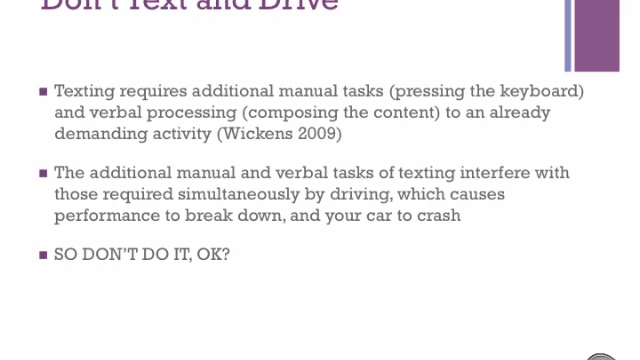 Don't Text and Drive
Texting requires additional manual tasks (pressing the keyboard)
and verbal processing (composing the content) to an already
demanding activity (Wickens 2009)
The additional manual and verbal tasks of texting interfere with
those required simultaneously by driving, which causes
performance to break down, and your car to crash
SO DON'T DO IT, OK?